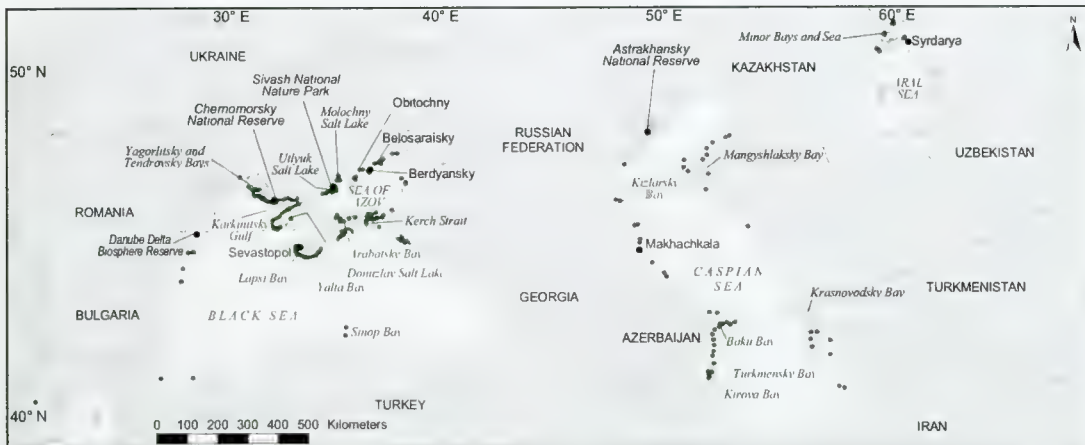 30° E
40° E
50° E
60° E
50° N
40° N
UKRAINE
Sivash National
Nature Park
Chernomorsky
National Reserve
Molochny
Salt Lake
Obitochny
Belosaraisky
Berdyansky
Yagorlitsky and
Tendrovsky Bays
Utlyuk
Salt Lake
SEA OF
AZOV
ROMANIA
Karkinitsky
Gulf
Kerch Strait
Danube Delta
Biosphere Reserve
Sevastopol
Arabatsky Bay
Donuzlav Salt Lake
Laspi Bay
Yalta Bay
BULGARIA
BLACK SEA
Sinop Bay
TURKEY
0 100 200 300 400 500 Kilometers
Astrakhansky
National Reserve
Minor Bays and Sea
Syrdarya
KAZAKHSTAN
ARAL
SEA
N
RUSSIAN
FEDERATION
Mangyshlaksky Bay
UZBEKISTAN
Kizlarsky
Bay
Makhachkala
CASPIAN
SEA
Krasnovodsky Bay
TURKMENISTAN
GEORGIA
AZERBAIJAN
Baku Bay
Turkmensky Bay
Kirova Bay
IRAN